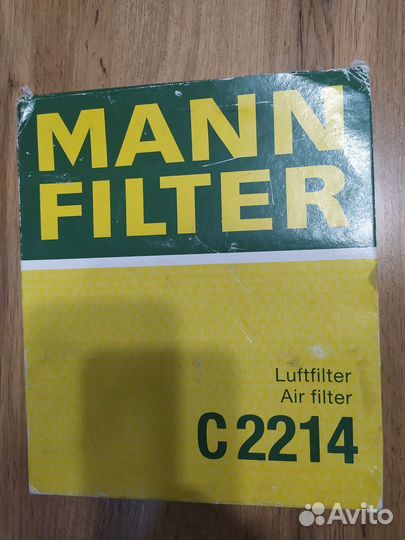 MANN
FILTER
Luftfilter
Air filter
C 2214
Avito